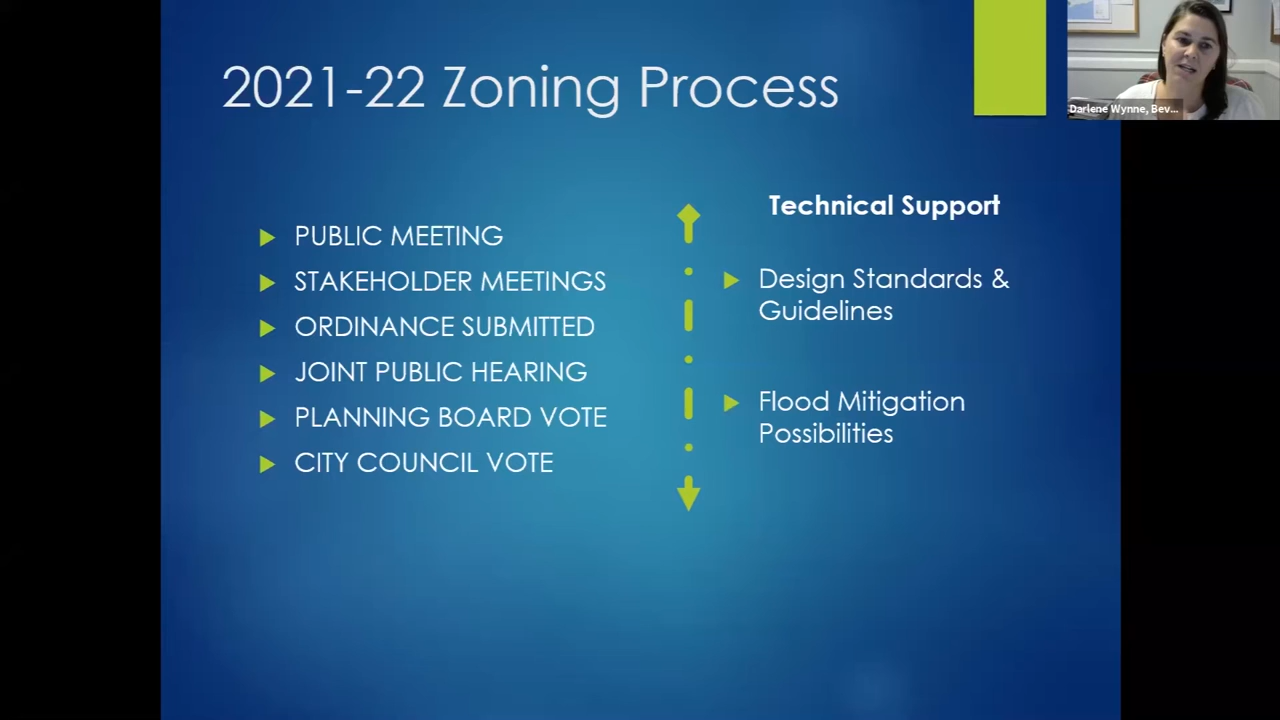 2021-22 Zoning Process
Darlene Wynne, Bev...
PUBLIC MEETING
STAKEHOLDER MEETINGS
ORDINANCE SUBMITTED
JOINT PUBLIC HEARING
PLANNING BOARD VOTE
CITY COUNCIL VOTE
Technical Support
Design Standards &
Guidelines
Flood Mitigation
Possibilities